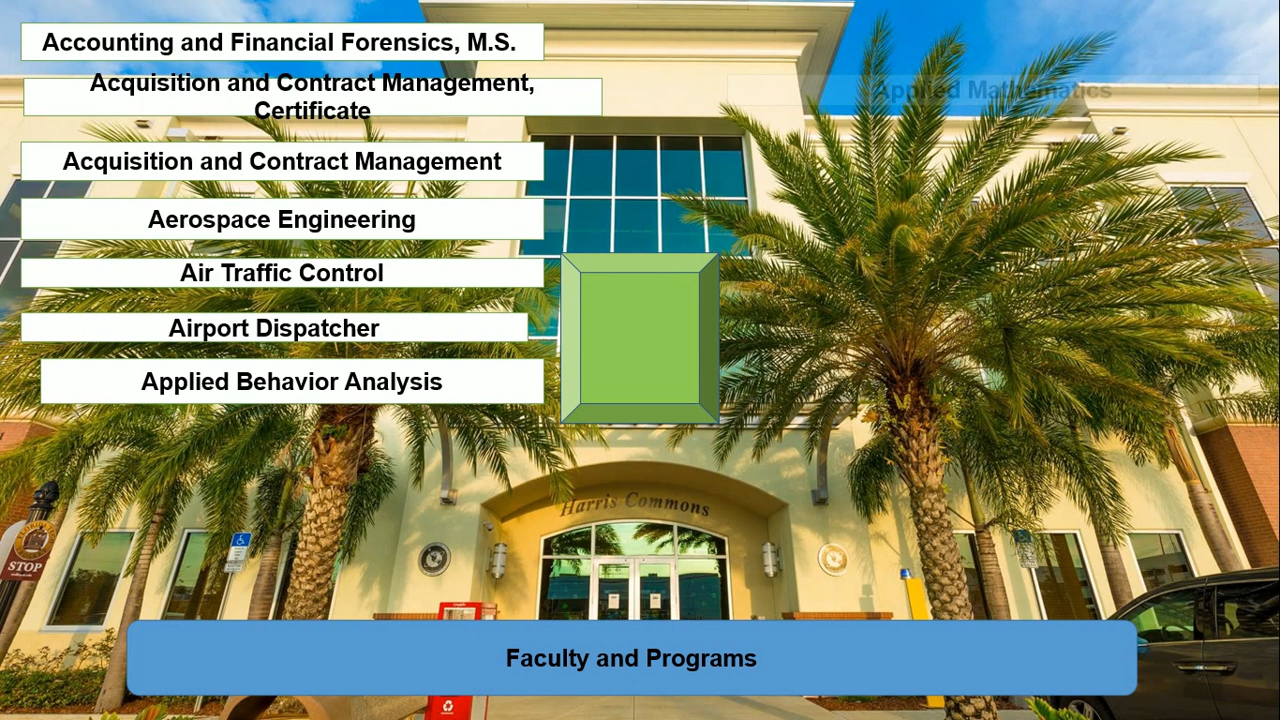 Accounting and Financial Forensics, M.S.
Acquisition and Contract Management,
Certificate
Applied Mathematics
Acquisition and Contract Management
Aerospace Engineering
Air Traffic Control
Airport Dispatcher
Applied Behavior Analysis
Harris Commons
STOP
Faculty and Programs